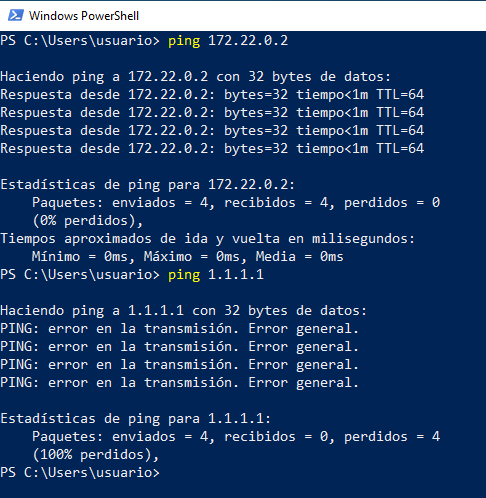 Windows PowerShell
PS C:\Users\usuario> ping 172.22.0.2
Haciendo ping a 172.22.0.2 con 32 bytes de datos:
Respuesta desde 172.22.0.2: bytes=32 tiempo<1m TTL=64
Respuesta desde 172.22.0.2: bytes=32 tiempo<1m TTL=64
Respuesta desde 172.22.0.2: bytes=32 tiempo<1m TTL=64
Respuesta desde 172.22.0.2: bytes=32 tiempo<1m TTL=64
Estadísticas de ping para 172.22.0.2:
Paquetes: enviados = 4, recibidos = 4, perdidos = 0
(0% perdidos),
Tiempos aproximados de ida y vuelta en milisegundos:
Mínimo = 0ms, Máximo = 0ms, Media = 0ms
PS C:\Users\usuario> ping 1.1.1.1
Haciendo ping a 1.1.1.1 con 32 bytes de datos:
PING: error en la transmisión. Error general.
PING: error en la transmisión. Error general.
PING: error en la transmisión. Error general.
PING: error en la transmisión. Error general.
Estadísticas de ping para 1.1.1.1:
Paquetes: enviados = 4, recibidos = 0, perdidos = 4
(100% perdidos),
PS C:\Users\usuario>